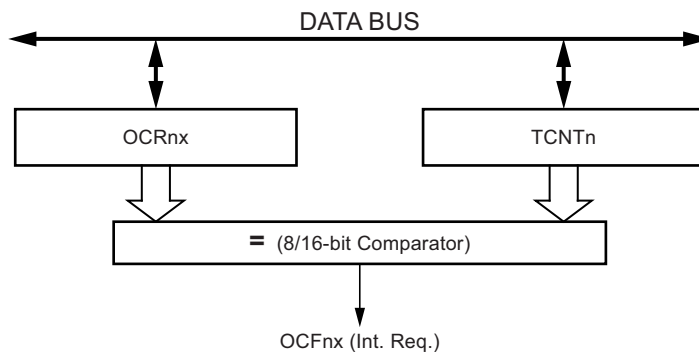 DATA BUS
OCRnx
TCNTn
= (8/16-bit Comparator)
OCFnx (Int. Req.)